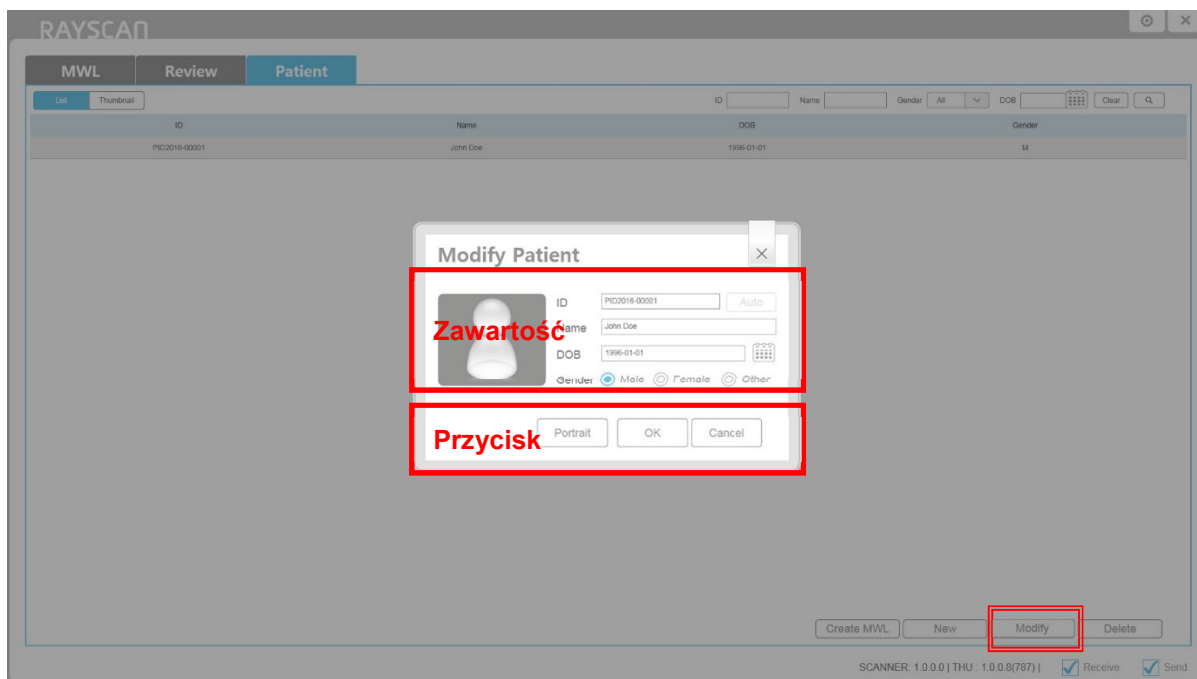 RAYSCAN
MWL Review Patient
List Thumbnail ID Name Gender All DOB Clear
ID Name DOB Gender
PID2016-00001 John Doe 1996-01-01 M
Modify Patient
ID PID2016-00001 Auto
Zawartość
Name John Doe
DOB 1996-01-01
Gender Male Female Other
Przycisk Portrait OK Cancel
Create MWL New Modify Delete
SCANNER: 1.0.0.0 | THU : 1.0.0.8(787) | Receive Send